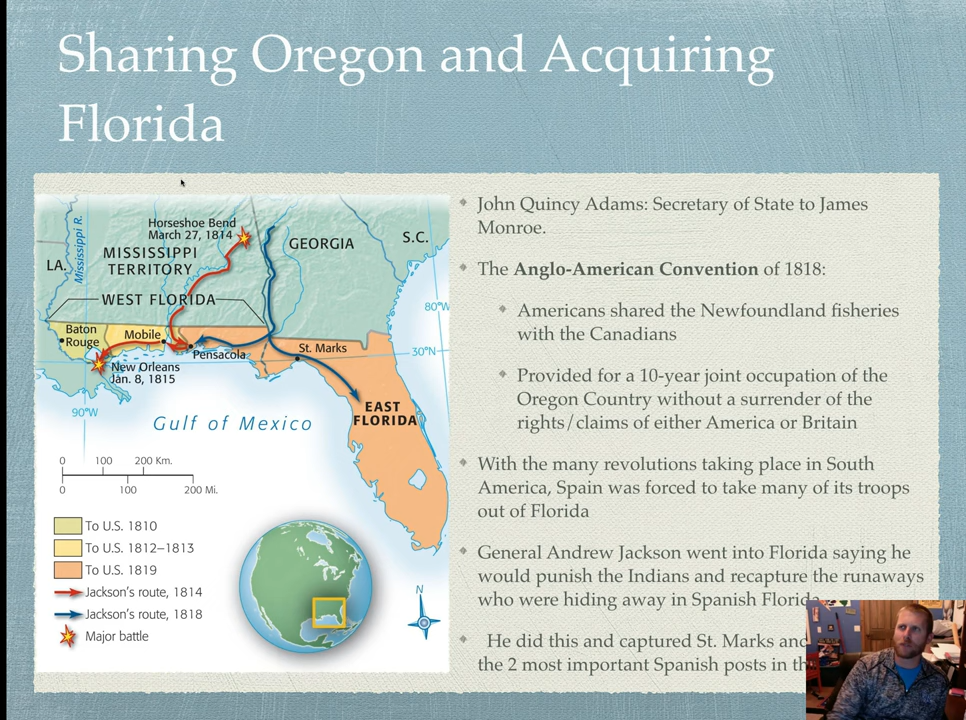 Sharing Oregon and Acquiring
Florida
Horseshoe Bend
March 27, 1814
GEORGIA
S.C.
MISSISSIPPI
TERRITORY
LA.
Mississippi R.
WEST FLORIDA
80°W
Baton
Rouge
Mobile
Pensacola
St. Marks
30°N
New Orleans
Jan. 8, 1815
90°W
EAST
FLORIDA
Gulf of Mexico
0 100 200 Km.
0 100 200 Mi.
To U.S. 1810
To U.S. 1812–1813
To U.S. 1819
Jackson's route, 1814
Jackson's route, 1818
Major battle
N
John Quincy Adams: Secretary of State to James
Monroe.
The Anglo-American Convention of 1818:
Americans shared the Newfoundland fisheries
with the Canadians
Provided for a 10-year joint occupation of the
Oregon Country without a surrender of the
rights/claims of either America or Britain
With the many revolutions taking place in South
America, Spain was forced to take many of its troops
out of Florida
General Andrew Jackson went into Florida saying he
would punish the Indians and recapture the runaways
who were hiding away in Spanish Florida
He did this and captured St. Marks and
the 2 most important Spanish posts in